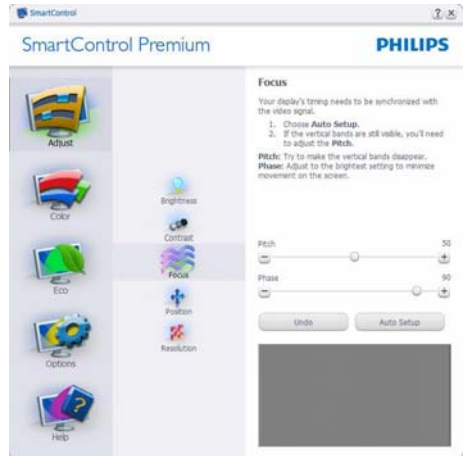 SmartControl
SmartControl Premium
PHILIPS
Adjust
Color
Eco
Options
Help
Brightness
Contrast
Focus
Position
Resolution
Focus
Your display's timing needs to be synchronized with
the video signal.
1. Choose Auto Setup.
2. If the vertical bands are still visible, you'll need
to adjust the Pitch.
Pitch: Try to make the vertical bands disappear.
Phase: Adjust to the brightest setting to minimize
movement on the screen.
Pitch 50
Phase 90
Undo Auto Setup